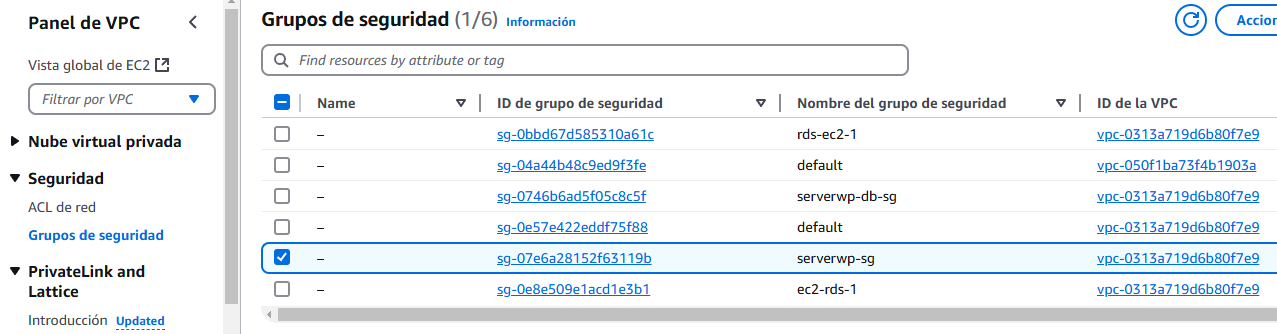 Panel de VPC
Vista global de EC2
Filtrar por VPC
Nube virtual privada
Seguridad
ACL de red
Grupos de seguridad
PrivateLink and
Lattice
Introducción Updated
Grupos de seguridad (1/6) Información
Accion
Find resources by attribute or tag
Name ID de grupo de seguridad Nombre del grupo de seguridad ID de la VPC
– sg-0bbd67d585310a61c rds-ec2-1 vpc-0313a719d6b80f7e9
– sg-04a44b48c9ed9f3fe default vpc-050f1ba73f4b1903a
– sg-0746b6ad5f05c8c5f serverwp-db-sg vpc-0313a719d6b80f7e9
– sg-0e57e422eddf75f88 default vpc-0313a719d6b80f7e9
– sg-07e6a28152f63119b serverwp-sg vpc-0313a719d6b80f7e9
– sg-0e8e509e1acd1e3b1 ec2-rds-1 vpc-0313a719d6b80f7e9